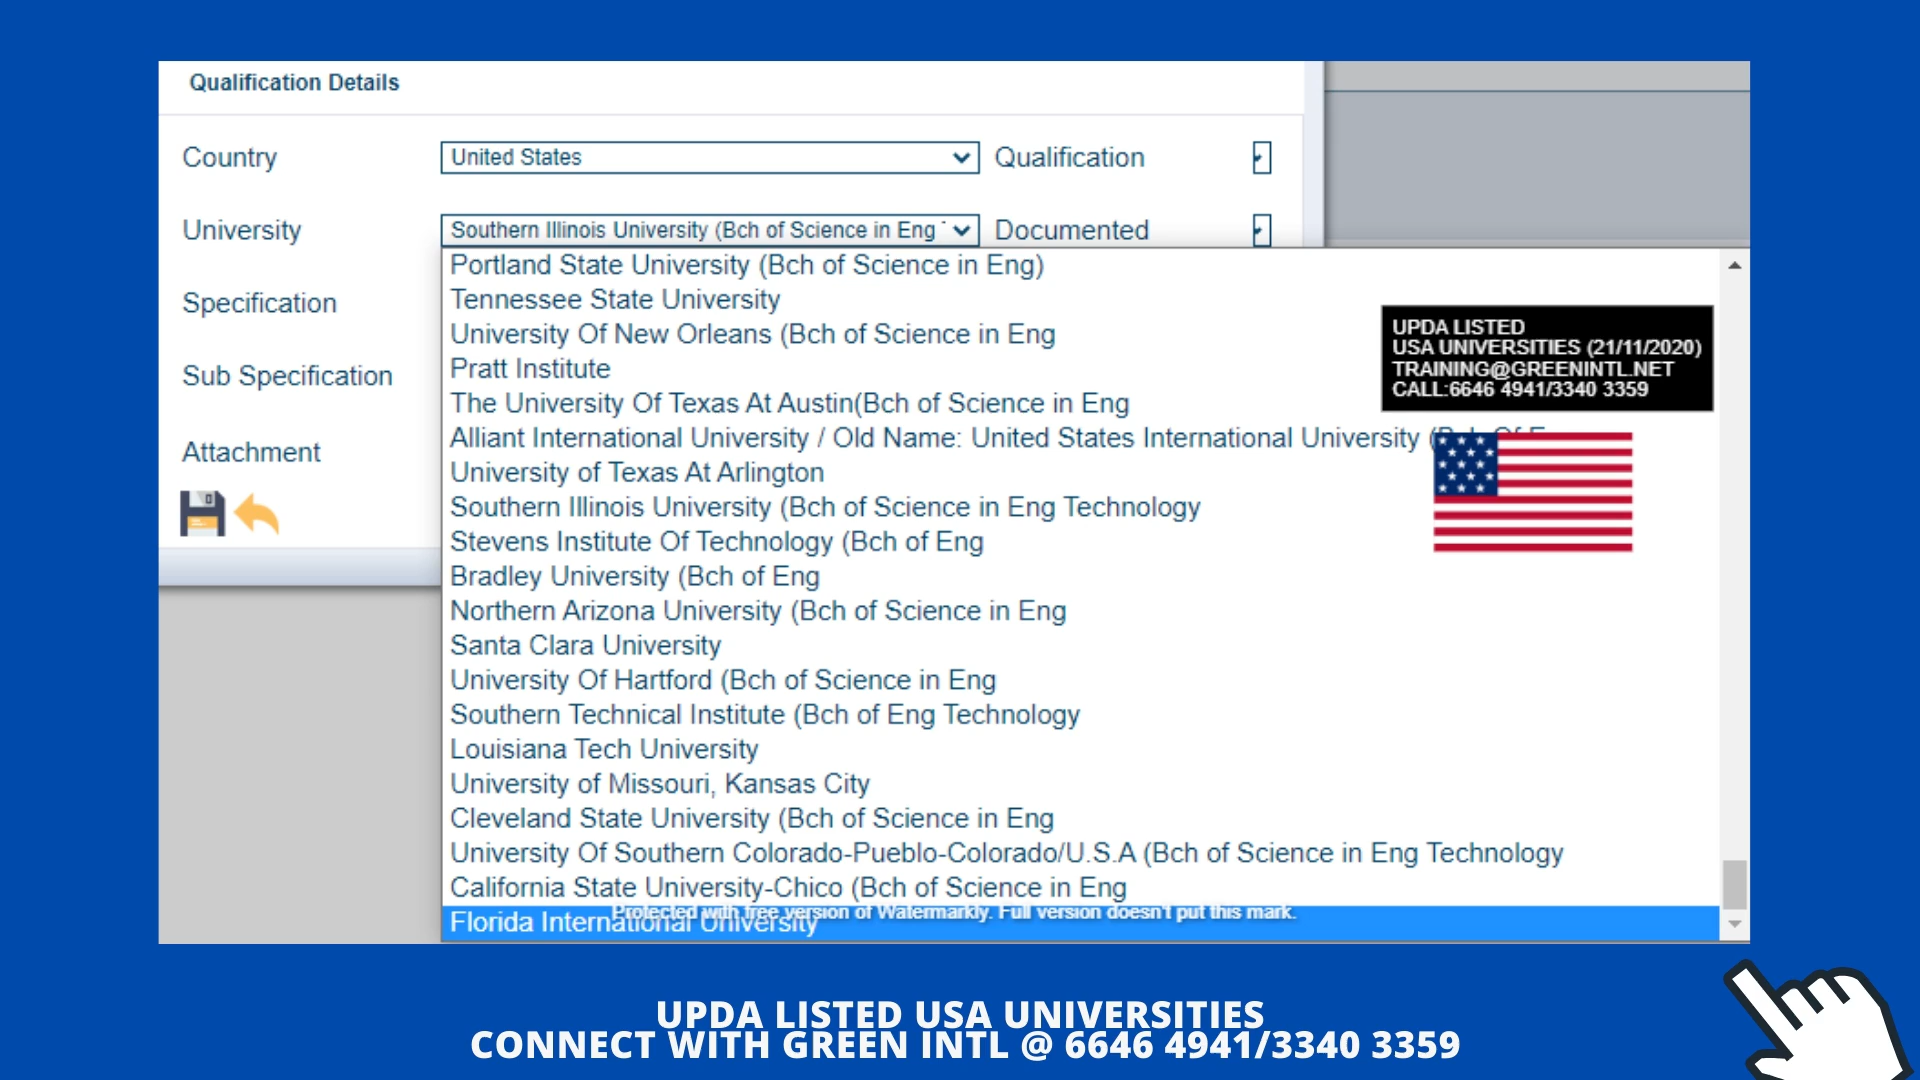 Qualification Details
Country
United States
Qualification
University
Southern Illinois University (Bch of Science in Eng
Documented
Specification
Sub Specification
Attachment
Portland State University (Bch of Science in Eng)
Tennessee State University
University Of New Orleans (Bch of Science in Eng
Pratt Institute
The University Of Texas At Austin(Bch of Science in Eng
Alliant International University / Old Name: United States International University (
University of Texas At Arlington
Southern Illinois University (Bch of Science in Eng Technology
Stevens Institute Of Technology (Bch of Eng
Bradley University (Bch of Eng
Northern Arizona University (Bch of Science in Eng
Santa Clara University
University Of Hartford (Bch of Science in Eng
Southern Technical Institute (Bch of Eng Technology
Louisiana Tech University
University of Missouri, Kansas City
Cleveland State University (Bch of Science in Eng
University Of Southern Colorado-Pueblo-Colorado/U.S.A (Bch of Science in Eng Technology
California State University-Chico (Bch of Science in Eng
Florida International University
Protected with free version of Watermarkly. Full version doesn't put this mark.
UPDA LISTED
USA UNIVERSITIES (21/11/2020)
TRAINING@GREENINTL.NET
CALL:6646 4941/3340 3359
UPDA LISTED USA UNIVERSITIES
CONNECT WITH GREEN INTL @ 6646 4941/3340 3359